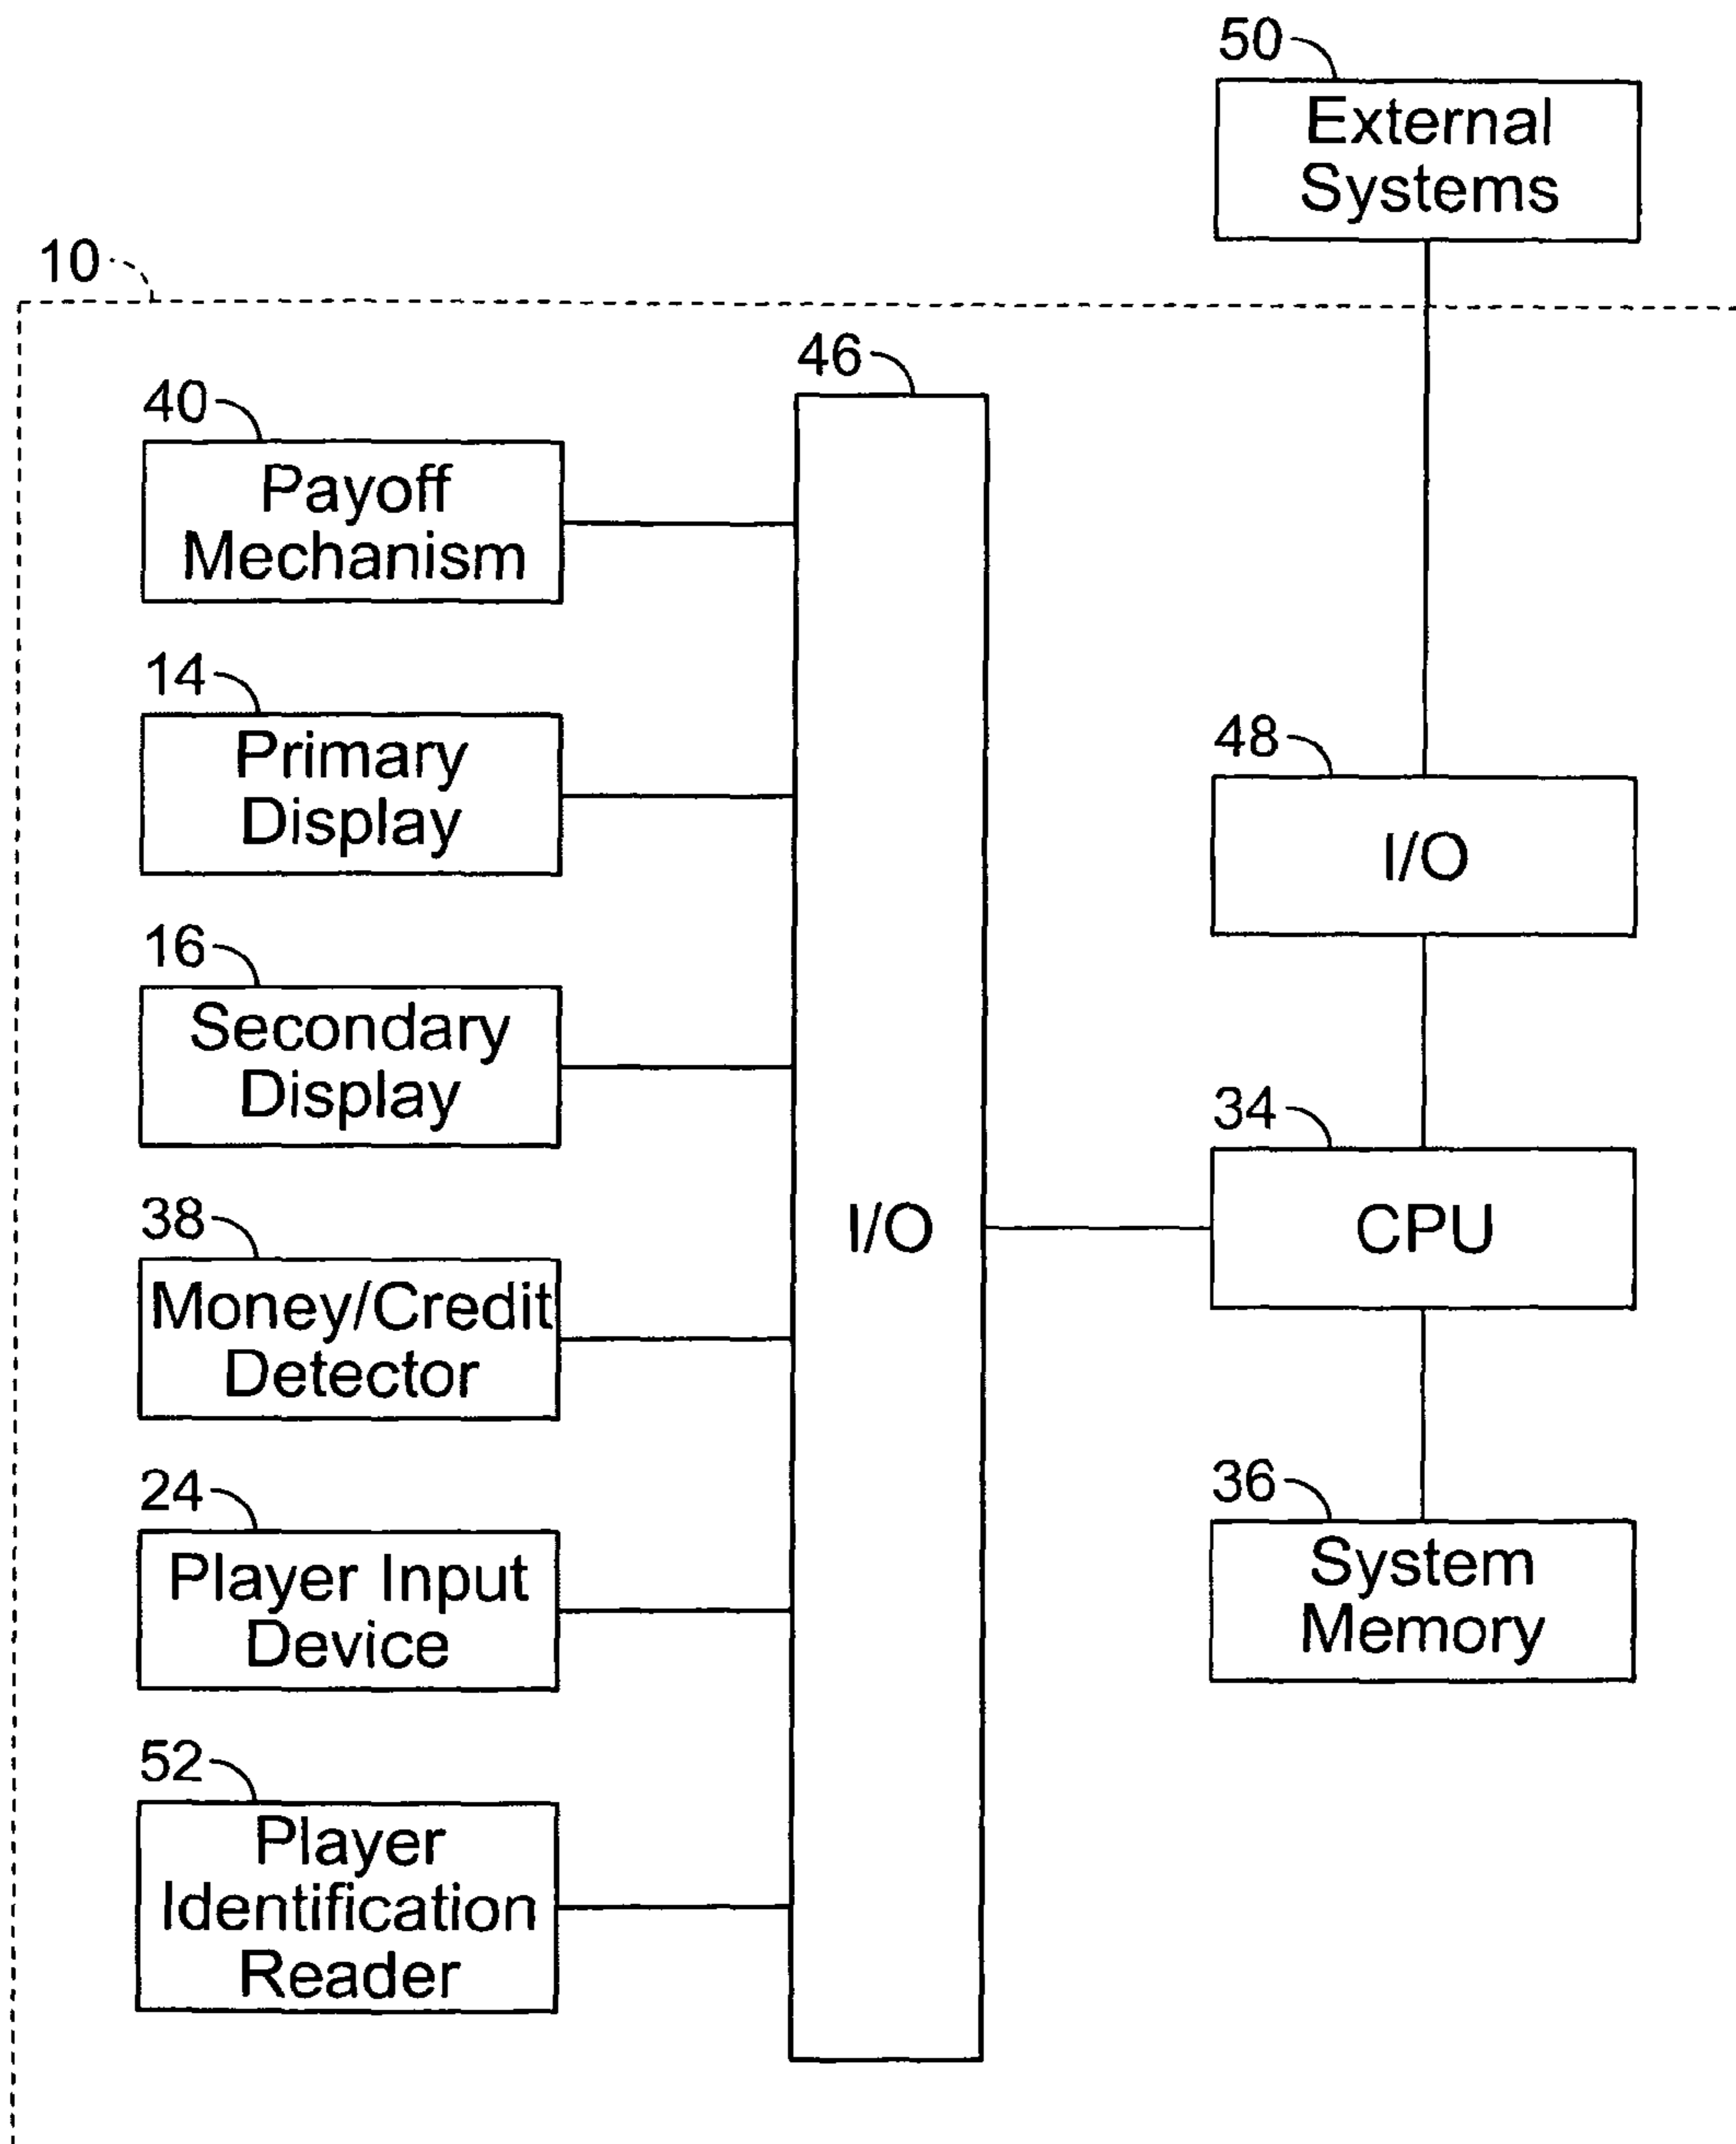 50
External
Systems
10
46
40
Payoff
Mechanism
14
Primary
Display
48
I/O
16
Secondary
Display
34
CPU
I/O
38
Money/Credit
Detector
24
Player Input
Device
36
System
Memory
52
Player
Identification
Reader